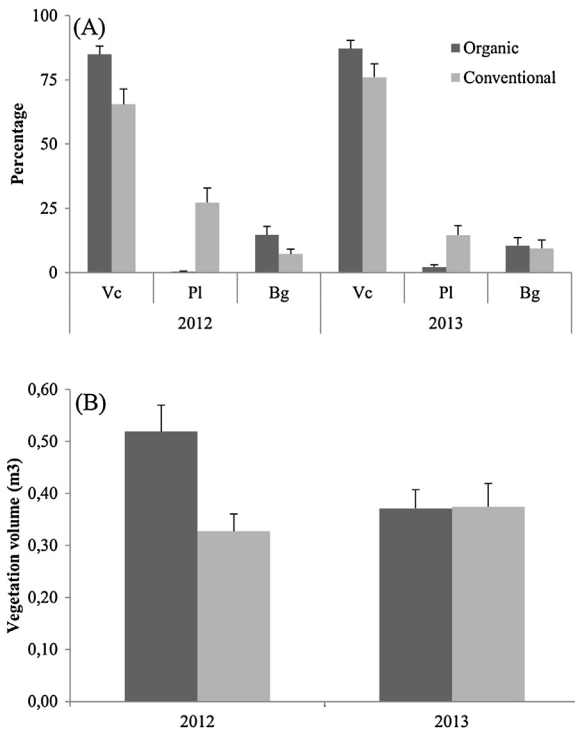 (A)
Percentage
100
75
50
25
0
Organic
Conventional
Vc Pl Bg Vc Pl Bg
2012 2013
(B)
Vegetation volume (m3)
0,60
0,50
0,40
0,30
0,20
0,10
0,00
2012 2013